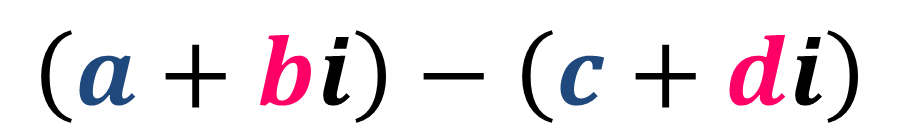 (a + bi) − (c + di)